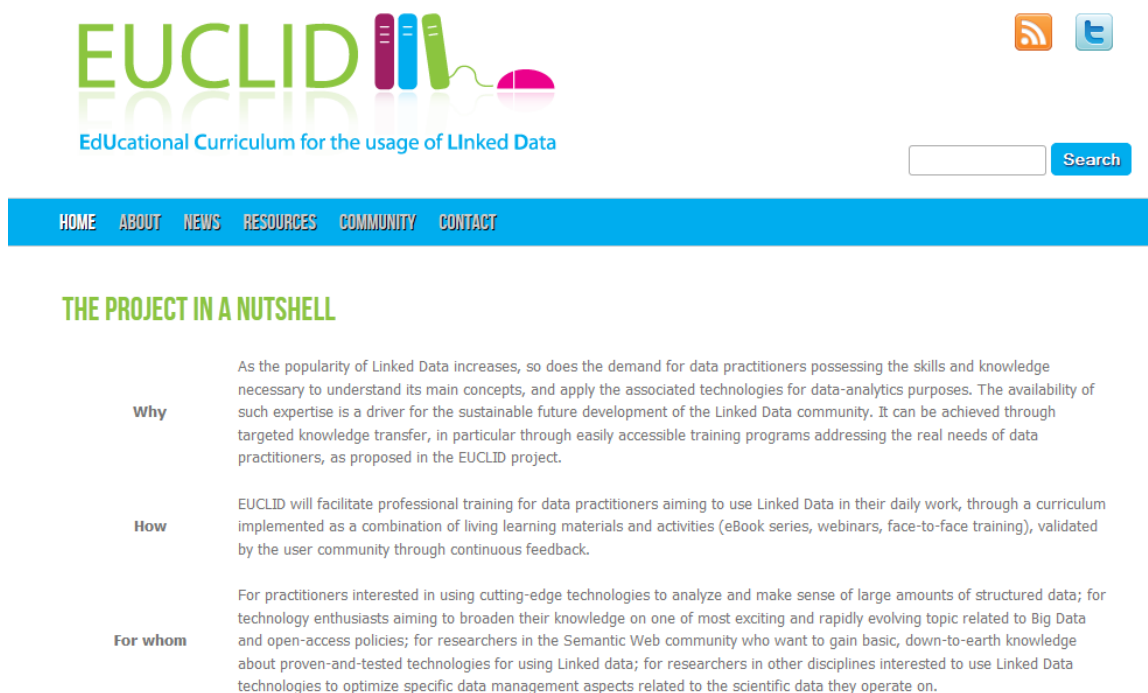 EUCLID
EdUcational Curriculum for the usage of LInked Data
Search
HOME ABOUT NEWS RESOURCES COMMUNITY CONTACT
THE PROJECT IN A NUTSHELL
Why
As the popularity of Linked Data increases, so does the demand for data practitioners possessing the skills and knowledge
necessary to understand its main concepts, and apply the associated technologies for data-analytics purposes. The availability of
such expertise is a driver for the sustainable future development of the Linked Data community. It can be achieved through
targeted knowledge transfer, in particular through easily accessible training programs addressing the real needs of data
practitioners, as proposed in the EUCLID project.
How
EUCLID will facilitate professional training for data practitioners aiming to use Linked Data in their daily work, through a curriculum
implemented as a combination of living learning materials and activities (eBook series, webinars, face-to-face training), validated
by the user community through continuous feedback.
For whom
For practitioners interested in using cutting-edge technologies to analyze and make sense of large amounts of structured data; for
technology enthusiasts aiming to broaden their knowledge on one of most exciting and rapidly evolving topic related to Big Data
and open-access policies; for researchers in the Semantic Web community who want to gain basic, down-to-earth knowledge
about proven-and-tested technologies for using Linked data; for researchers in other disciplines interested to use Linked Data
technologies to optimize specific data management aspects related to the scientific data they operate on.